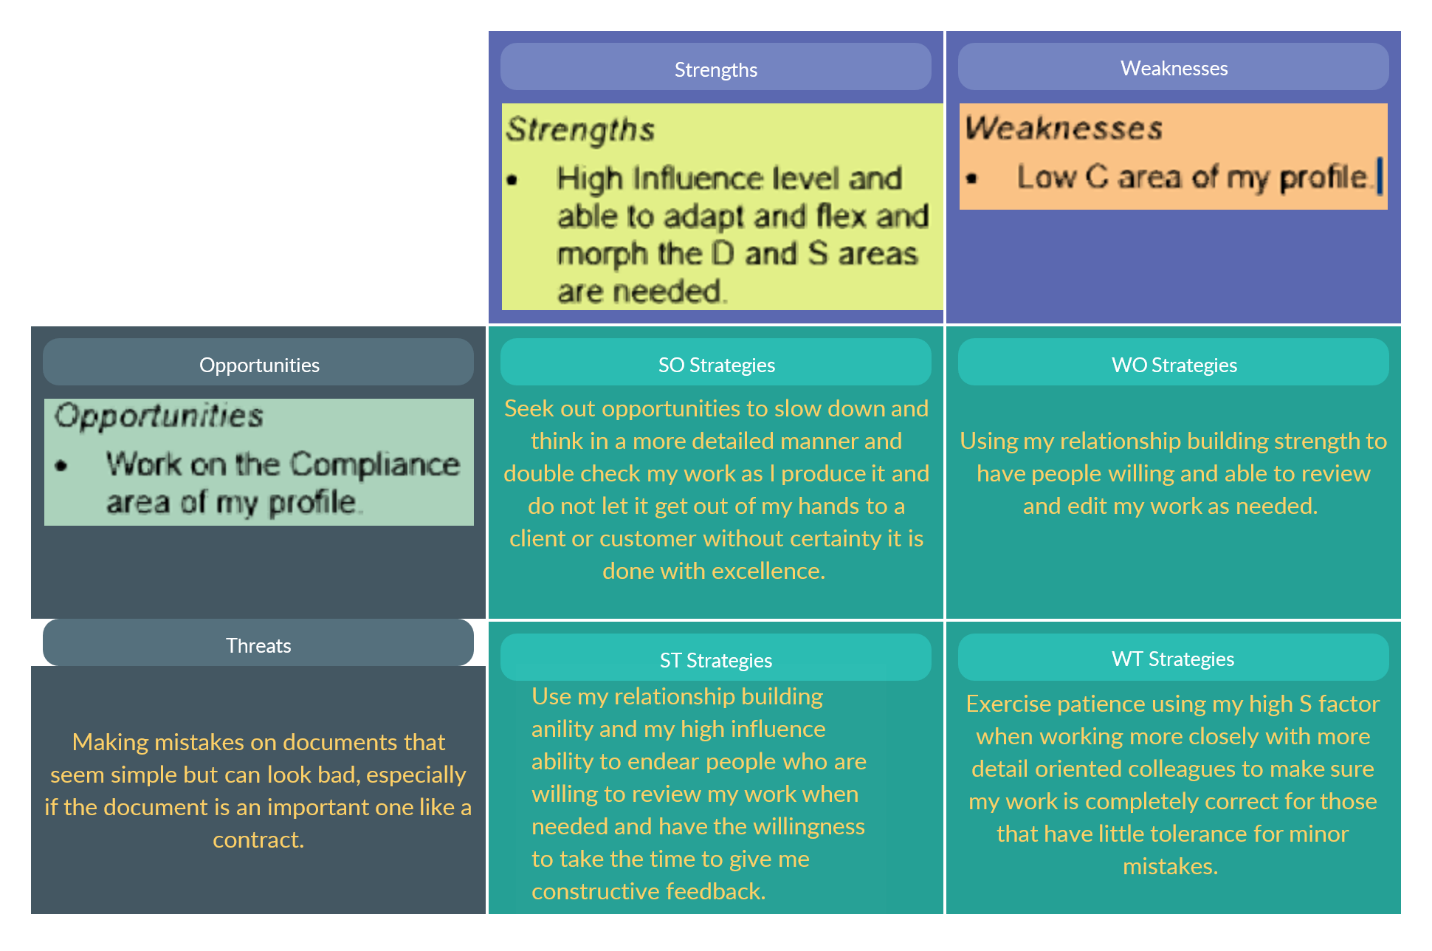 Strengths
Strengths
• High Influence level and
able to adapt and flex and
morph the D and S areas
are needed.
Weaknesses
Weaknesses
• Low C area of my profile.
Opportunities
Opportunities
• Work on the Compliance
area of my profile.
SO Strategies
Seek out opportunities to slow down and
think in a more detailed manner and
double check my work as I produce it and
do not let it get out of my hands to a
client or customer without certainty it is
done with excellence.
WO Strategies
Using my relationship building strength to
have people willing and able to review
and edit my work as needed.
Threats
Making mistakes on documents that
seem simple but can look bad, especially
if the document is an important one like a
contract.
ST Strategies
Use my relationship building
anility and my high influence
ability to endear people who are
willing to review my work when
needed and have the willingness
to take the time to give me
constructive feedback.
WT Strategies
Exercise patience using my high S factor
when working more closely with more
detail oriented colleagues to make sure
my work is completely correct for those
that have little tolerance for minor
mistakes.